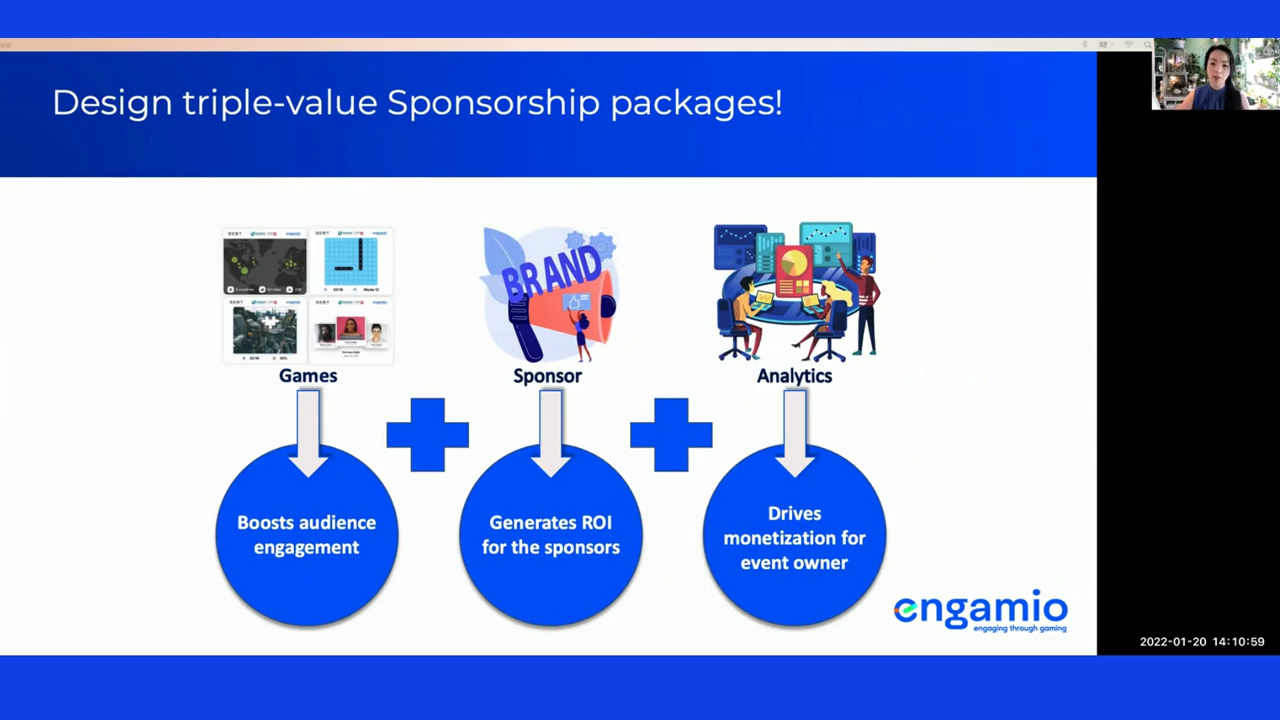 Design triple-value Sponsorship packages!
BRAND
Games
Sponsor
Analytics
Boosts audience
engagement
Generates ROI
for the sponsors
Drives
monetization for
event owner
engamio
engaging through gaming
2022-01-20 14:10:59